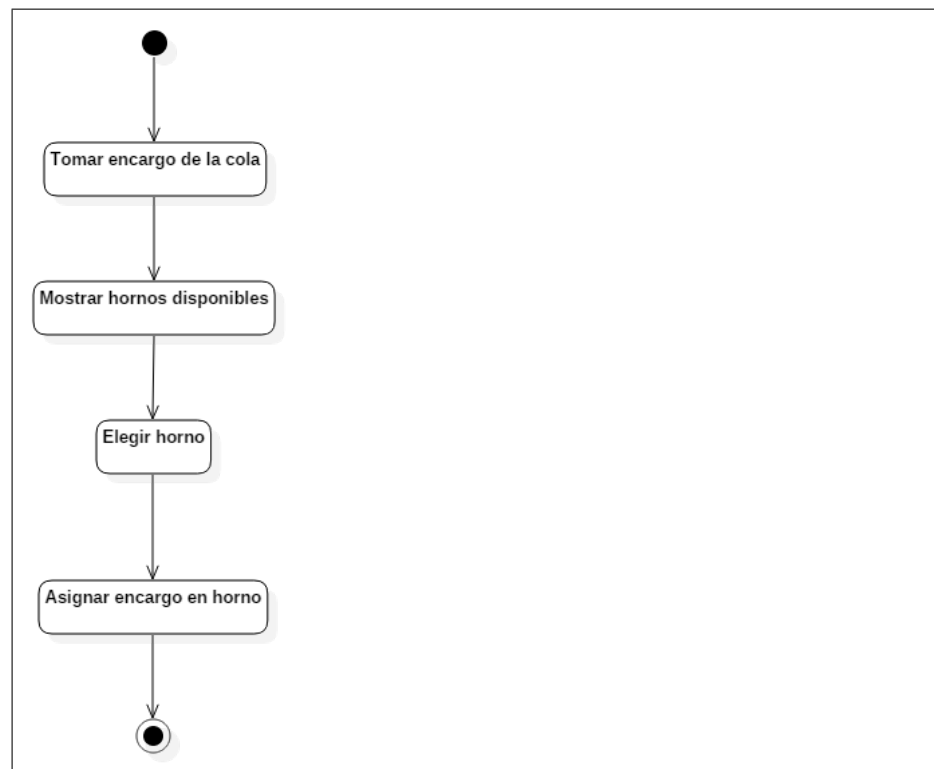 Tomar encargo de la cola
Mostrar hornos disponibles
Elegir horno
Asignar encargo en horno